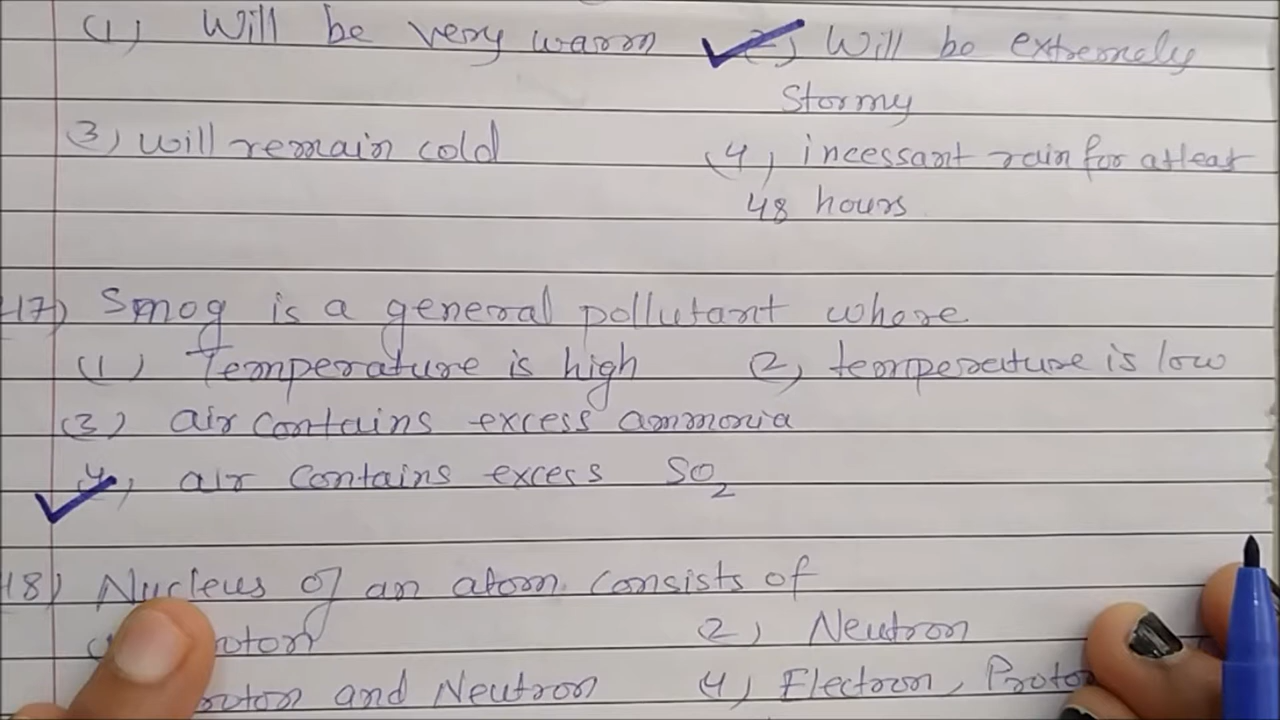 (1) Will be very warm (2) Will be extremely
Stormy
(3) will remain cold (4) incessant rain for atleat
48 hours
17) Smog is a general pollutant where
(1) Temperature is high (2) temperature is low
(3) air contains excess ammonia
(4) air contains excess SO2
18) Nucleus of an atom consists of
2) Neutron
and Neutron 4) Electron,